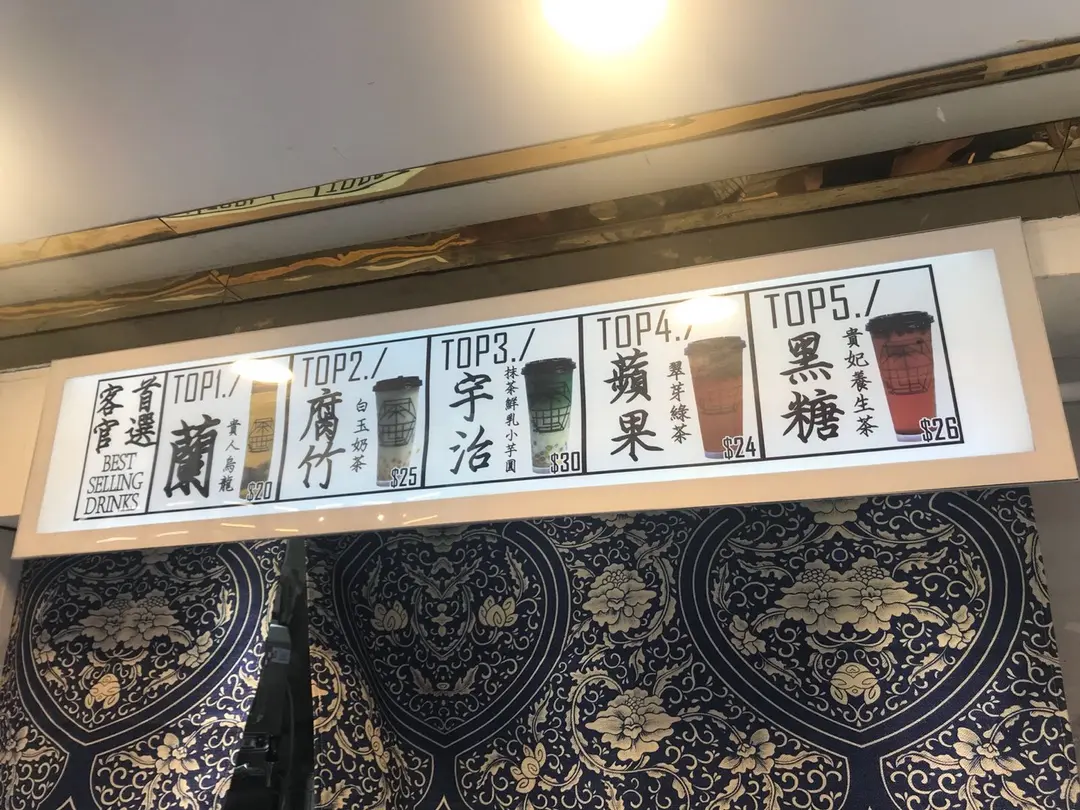 客官
首選
BEST
SELLING
DRINKS
TOP1./
蘭
貴人烏龍
$20
TOP2./
腐竹
白玉奶茶
$25
TOP3./
宇治
抹茶鮮乳小芋圓
$30
TOP4./
蘋果
翠芽綠茶
$24
TOP5./
黑糖
貴妃養生茶
$26